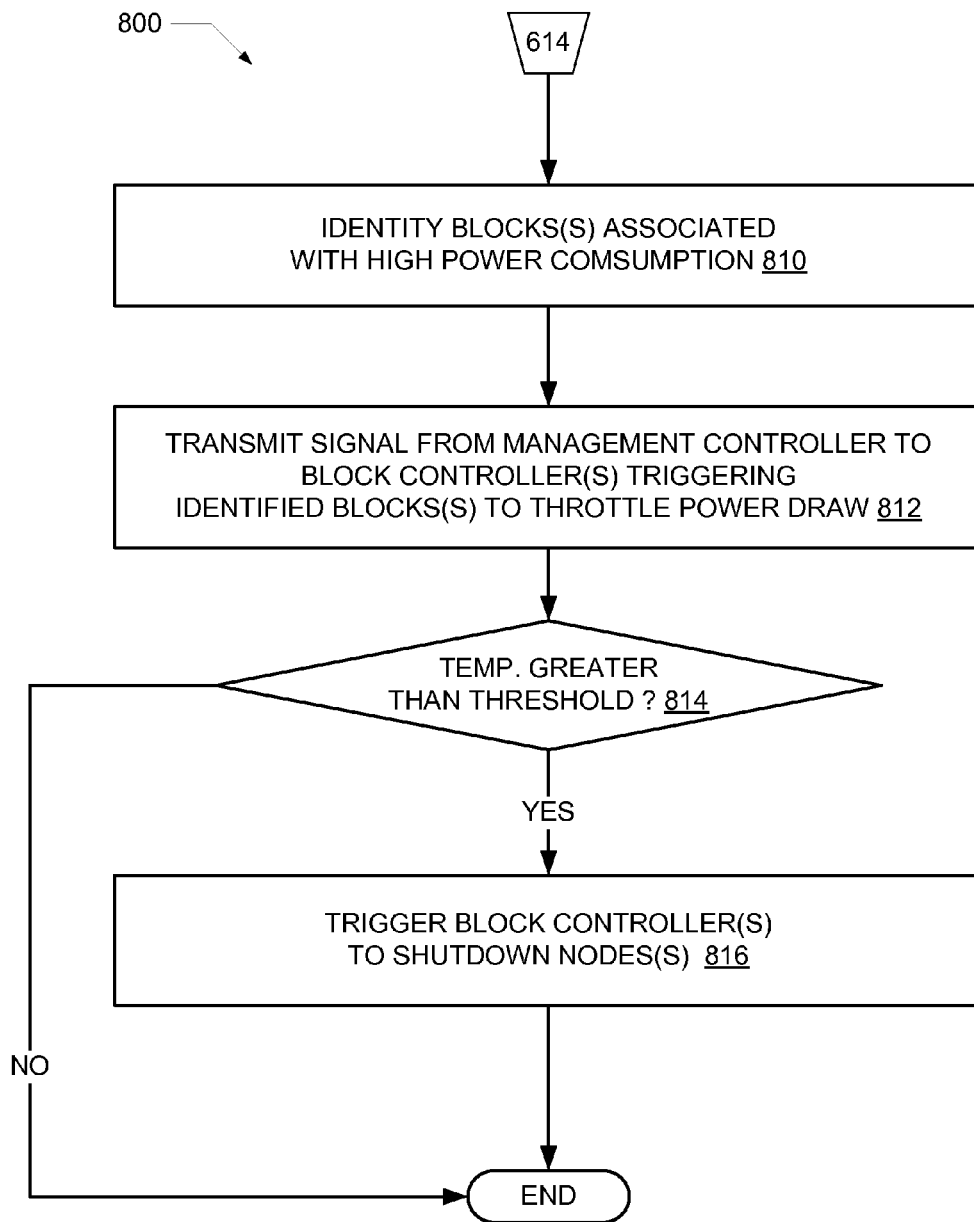 800
614
IDENTITY BLOCKS(S) ASSOCIATED
WITH HIGH POWER COMSUMPTION 810
TRANSMIT SIGNAL FROM MANAGEMENT CONTROLLER TO
BLOCK CONTROLLER(S) TRIGGERING
IDENTIFIED BLOCKS(S) TO THROTTLE POWER DRAW 812
TEMP. GREATER
THAN THRESHOLD ? 814
YES
TRIGGER BLOCK CONTROLLER(S)
TO SHUTDOWN NODES(S) 816
NO
END